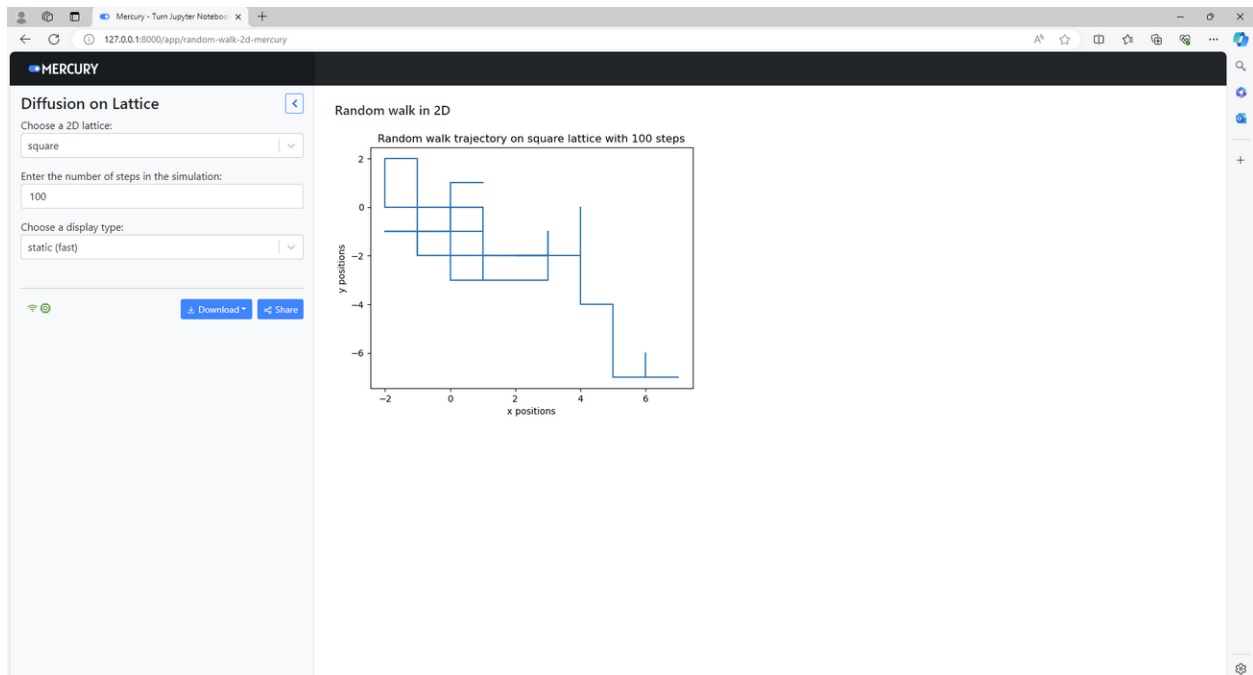 Mercury - Turn Jupyter Noteboo
127.0.0.1:8000/app/random-walk-2d-mercury
MERCURY
Diffusion on Lattice
Choose a 2D lattice:
square
Enter the number of steps in the simulation:
100
Choose a display type:
static (fast)
Download
Share
Random walk in 2D
Random walk trajectory on square lattice with 100 steps
2
0
−2
−4
−6
y positions
−2 0 2 4 6
x positions